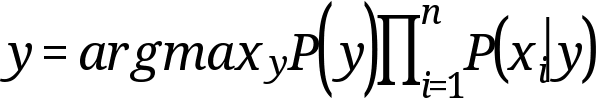 y = argmax_y P(y) ∏_{i=1}^{n} P(x_i|y)